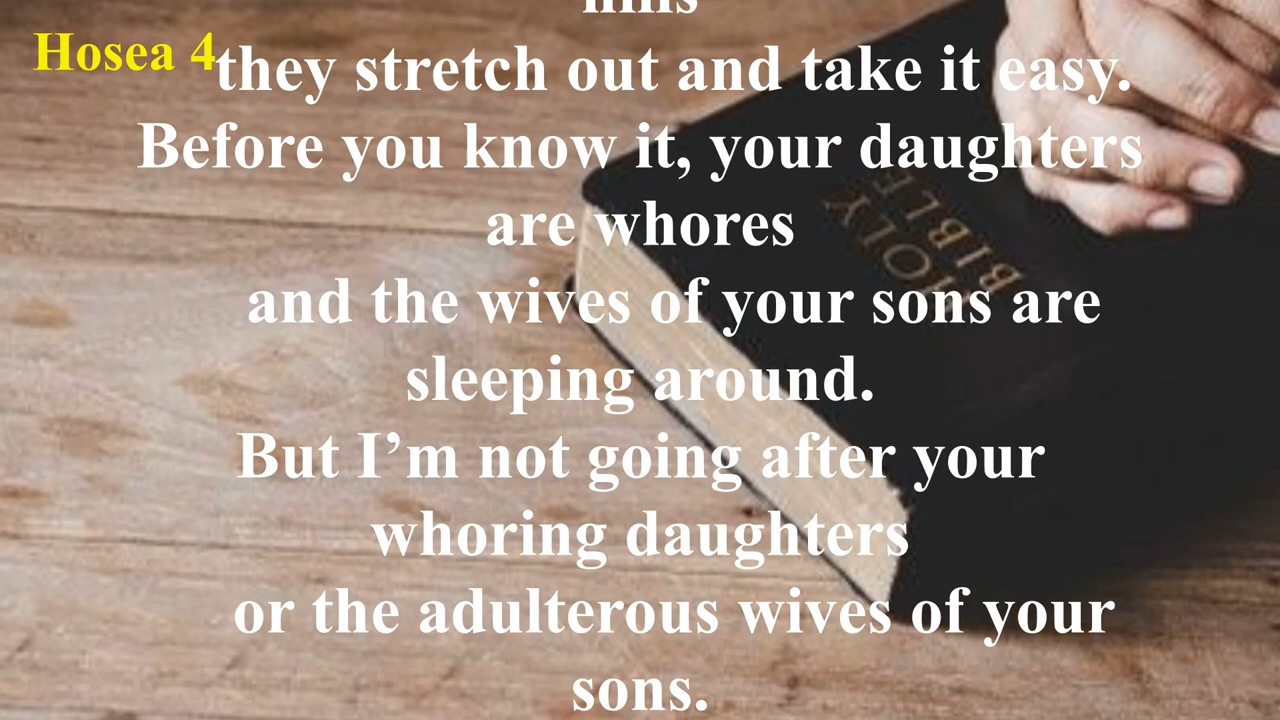 Hosea 4
they stretch out and take it easy.
Before you know it, your daughters
are whores
and the wives of your sons are
sleeping around.
But I’m not going after your
whoring daughters
or the adulterous wives of your
sons.
HOLY
BIBLE